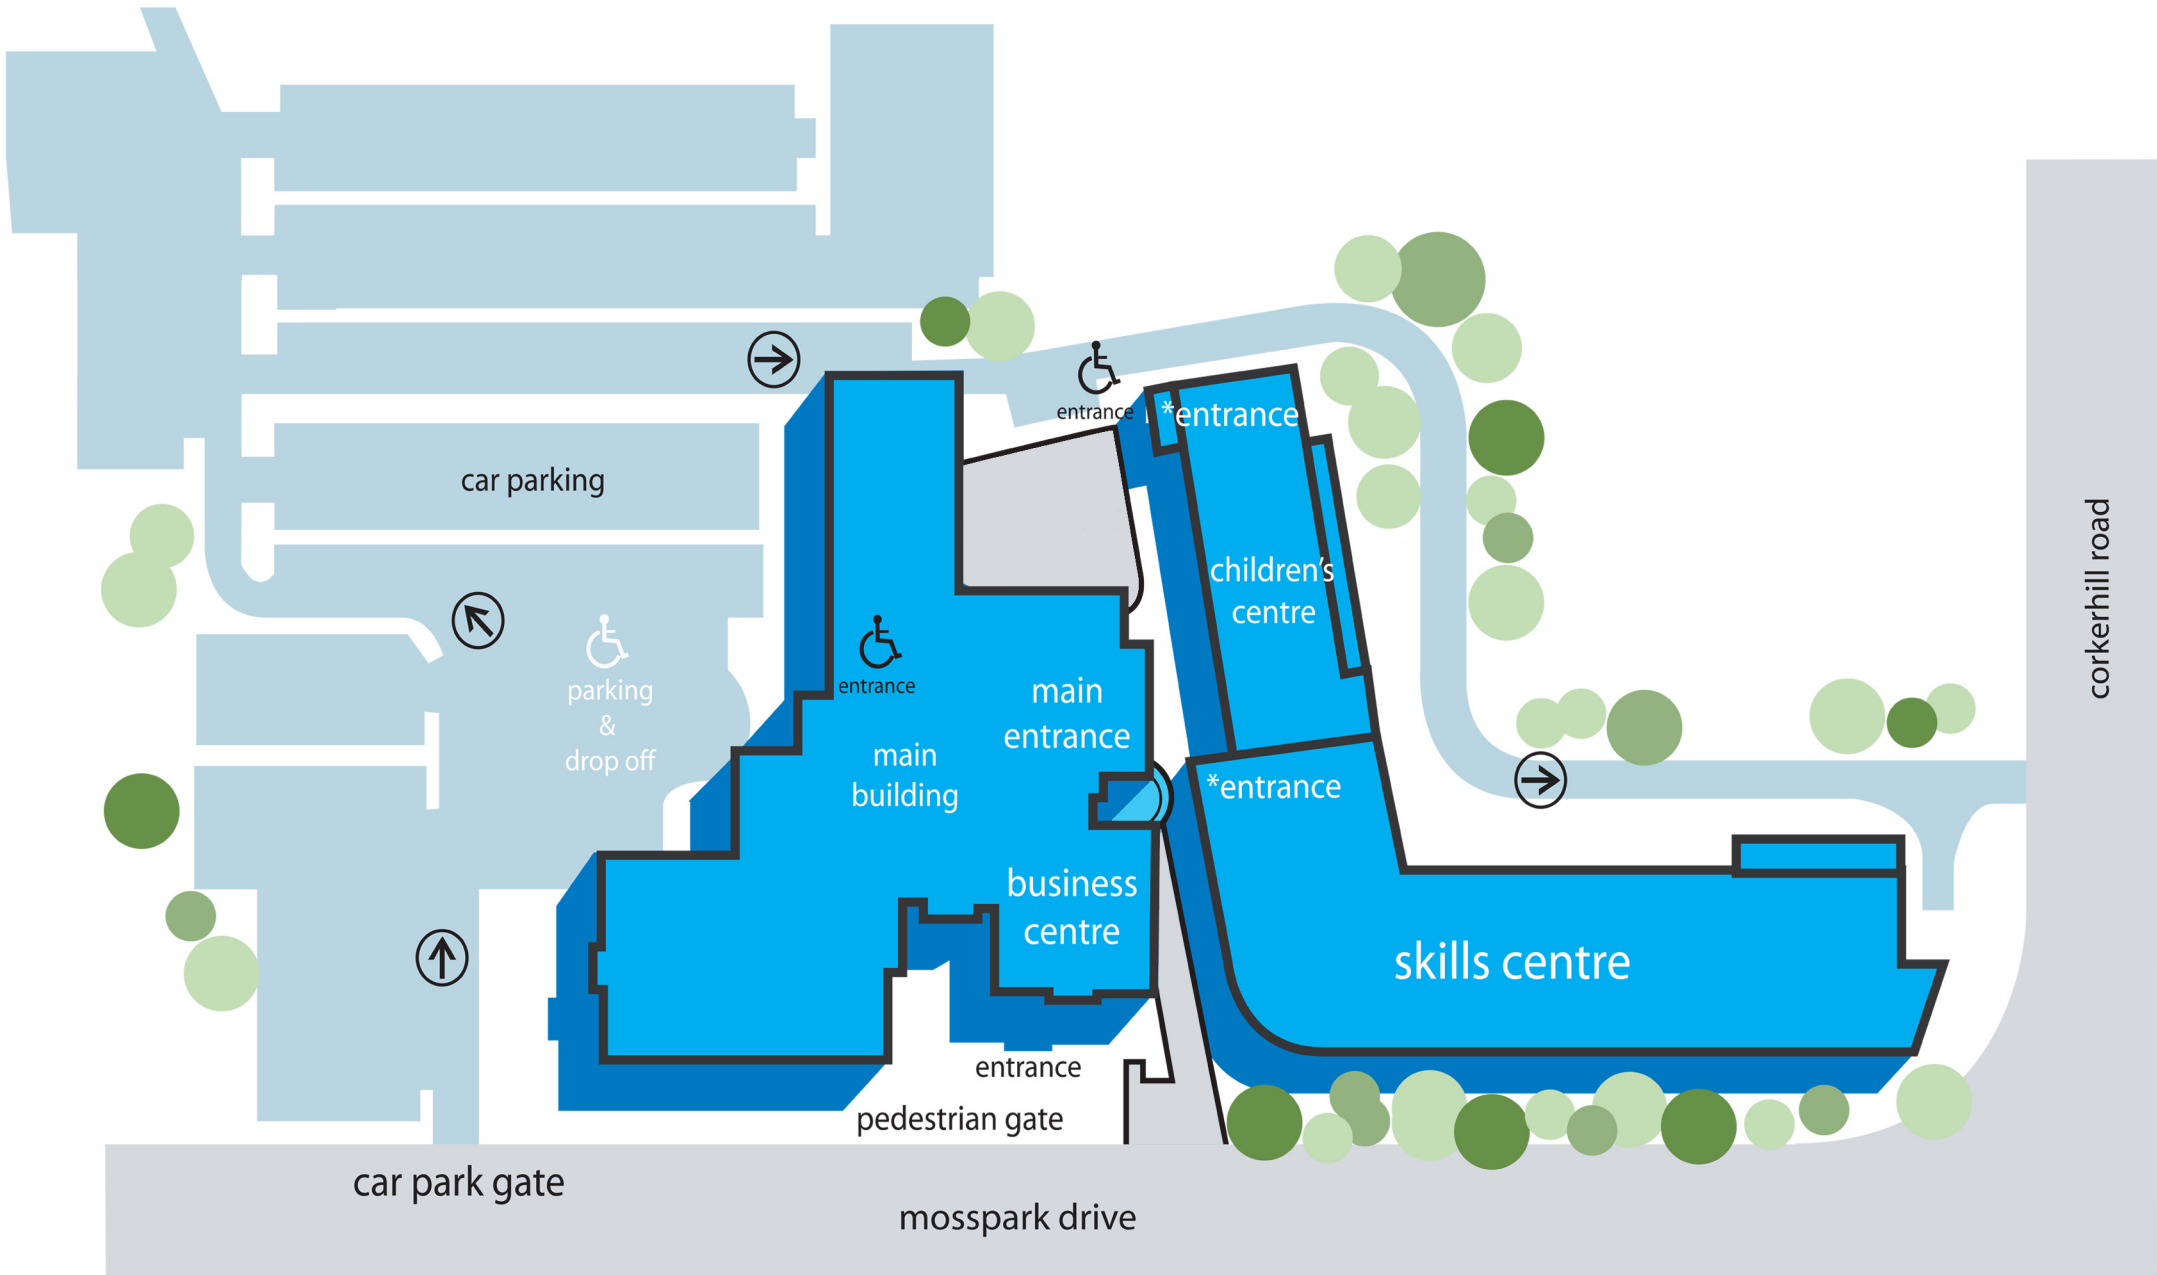 entrance
*entrance
car parking
children's
centre
entrance
parking
&
drop off
main
entrance
main
building
*entrance
business
centre
skills centre
corkerhill road
entrance
pedestrian gate
car park gate
mosspark drive